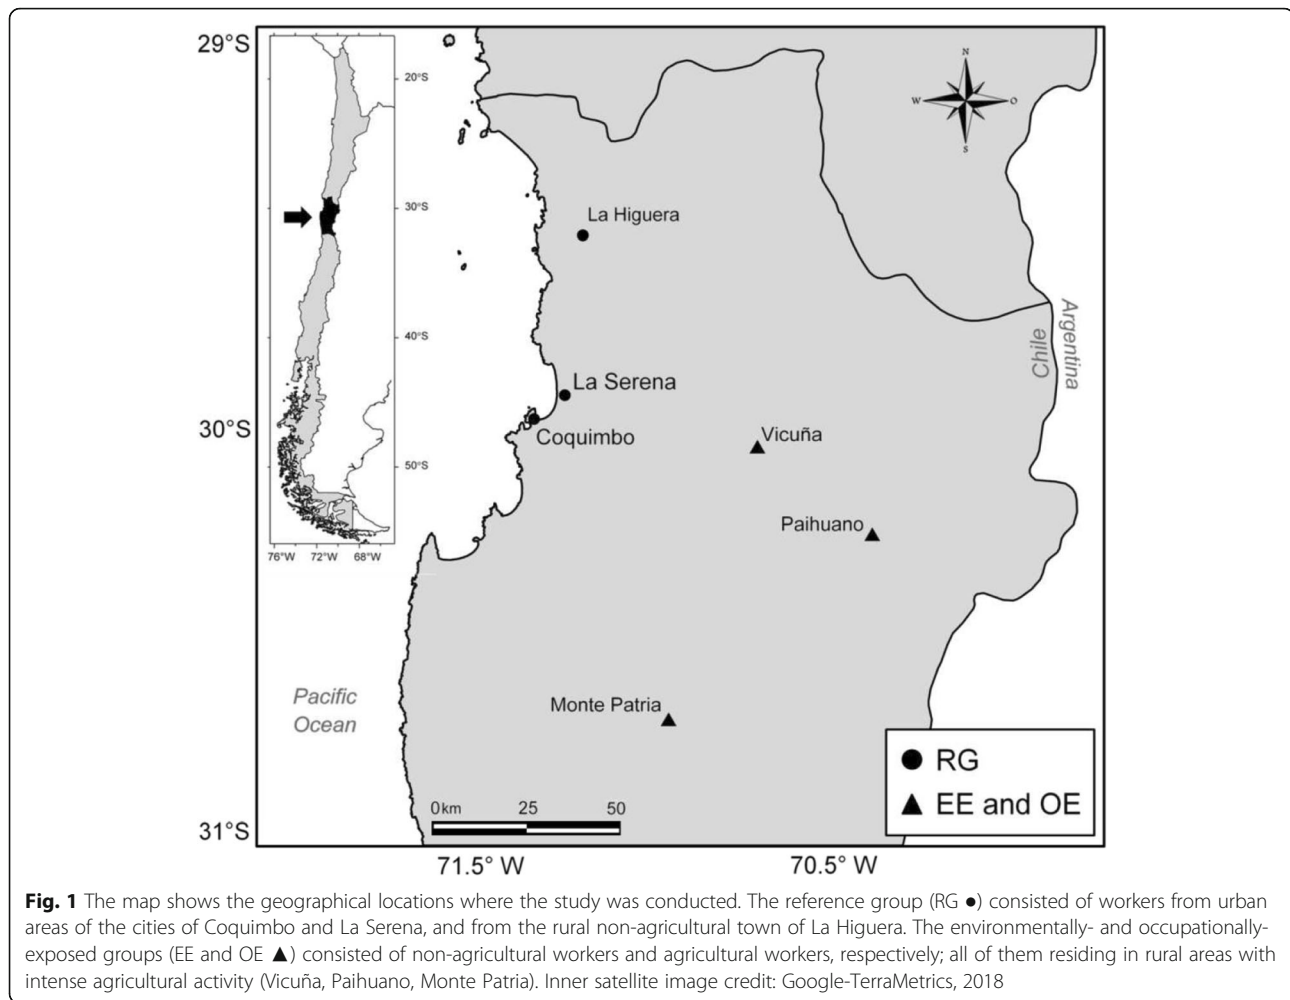 29°S
20°S
30°S
40°S
50°S
76°W 72°W 68°W
N
W O
S
La Higuera
La Serena
Coquimbo
Vicuña
Paihuano
Monte Patria
Chile
Argentina
Pacific
Ocean
30°S
31°S
0km 25 50
71.5° W 70.5° W
● RG
▲ EE and OE
Fig. 1 The map shows the geographical locations where the study was conducted. The reference group (RG ●) consisted of workers from urban
areas of the cities of Coquimbo and La Serena, and from the rural non-agricultural town of La Higuera. The environmentally- and occupationally-
exposed groups (EE and OE ▲) consisted of non-agricultural workers and agricultural workers, respectively; all of them residing in rural areas with
intense agricultural activity (Vicuña, Paihuano, Monte Patria). Inner satellite image credit: Google-TerraMetrics, 2018